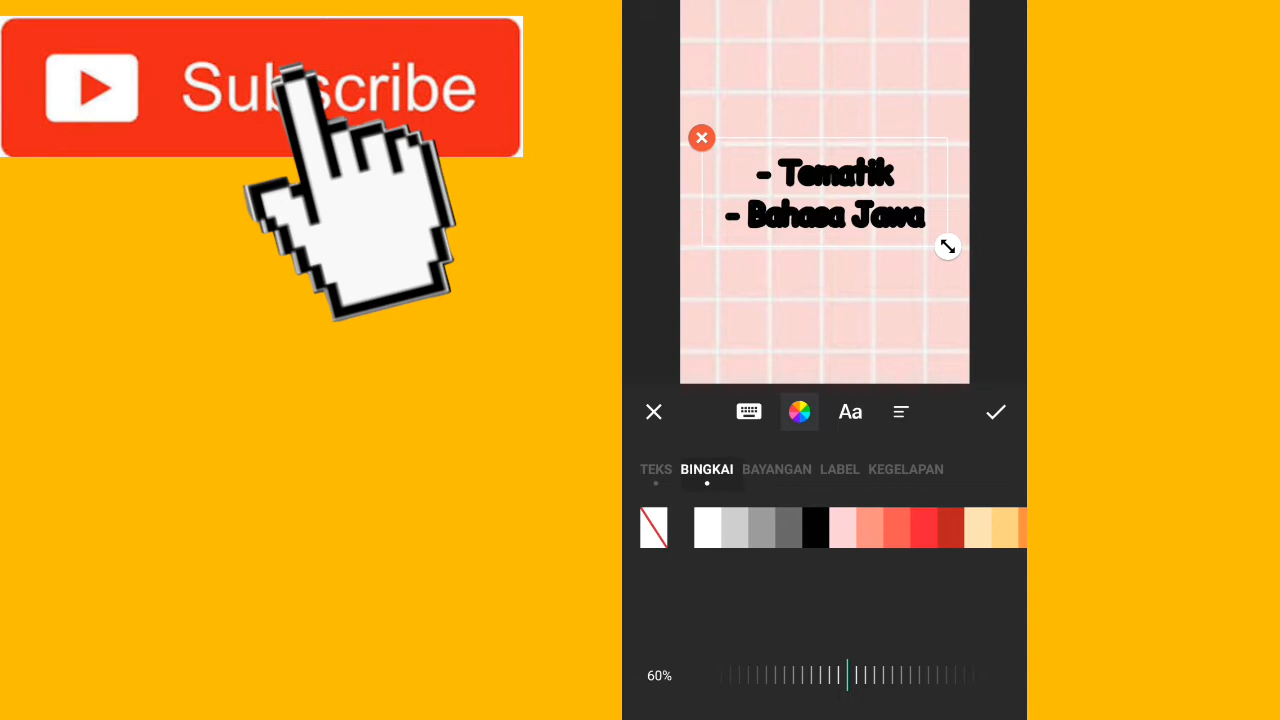 Subscribe
- Tematik
- Bahasa Jawa
Aa
TEKS BINGKAI BAYANGAN LABEL KEGELAPAN
60%